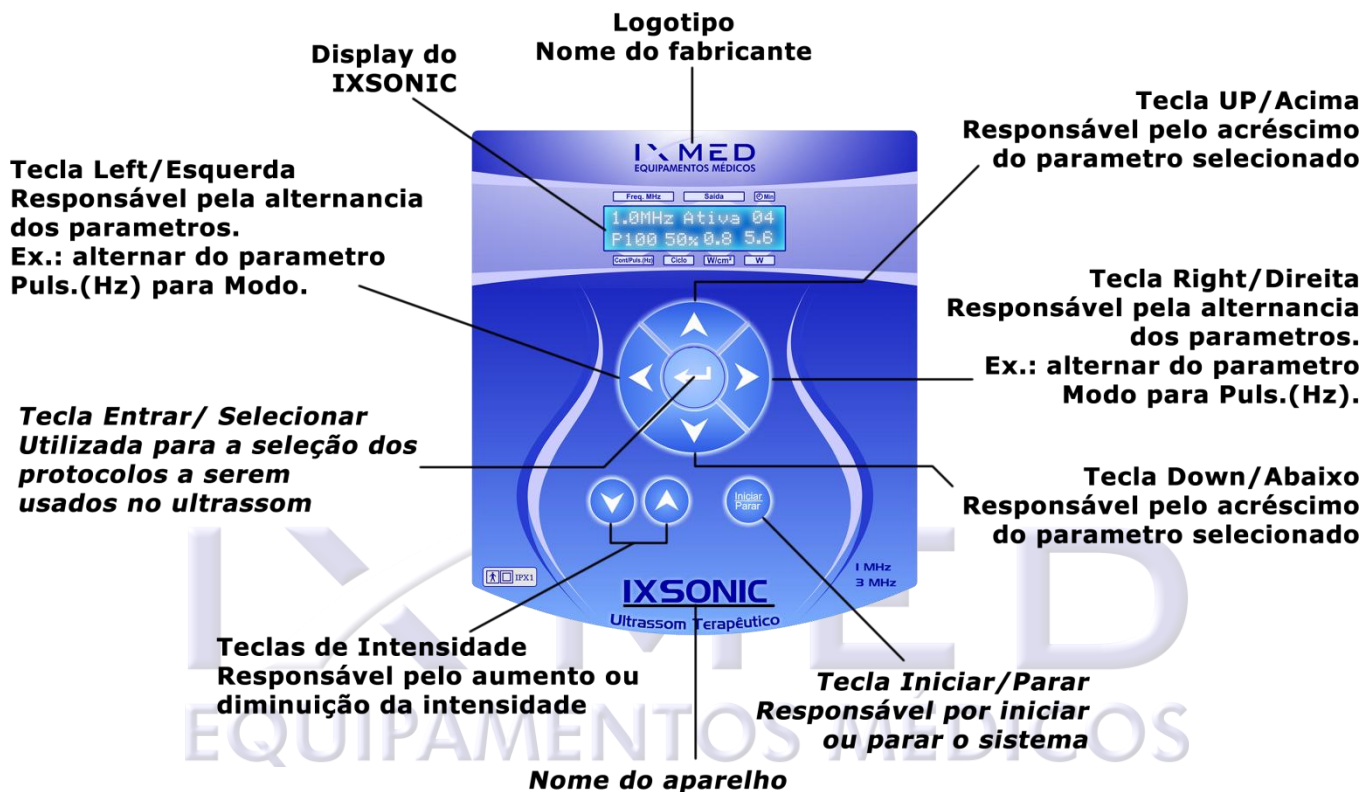 Logotipo
Nome do fabricante
Display do
IXSONIC
Tecla UP/Acima
Responsável pelo acréscimo
do parametro selecionado
Tecla Left/Esquerda
Responsável pela alternancia
dos parametros.
Ex.: alternar do parametro
Puls.(Hz) para Modo.
IXMED
EQUIPAMENTOS MÉDICOS
Freq. MHz
Saída
Min
1.0MHz Ativa 04
P100 50% 0.8 5.6
Cont/Puls.(Hz)
Ciclo
W/cm²
W
Tecla Right/Direita
Responsável pela alternancia
dos parametros.
Ex.: alternar do parametro
Modo para Puls.(Hz).
Tecla Entrar/ Selecionar
Utilizada para a seleção dos
protocolos a serem
usados no ultrassom
Tecla Down/Abaixo
Responsável pelo acréscimo
do parametro selecionado
Iniciar
Parar
IPX1
1 MHz
3 MHz
IXSONIC
Ultrassom Terapêutico
Teclas de Intensidade
Responsável pelo aumento ou
diminuição da intensidade
Tecla Iniciar/Parar
Responsável por iniciar
ou parar o sistema
Nome do aparelho
IXMED
EQUIPAMENTOS MÉDICOS